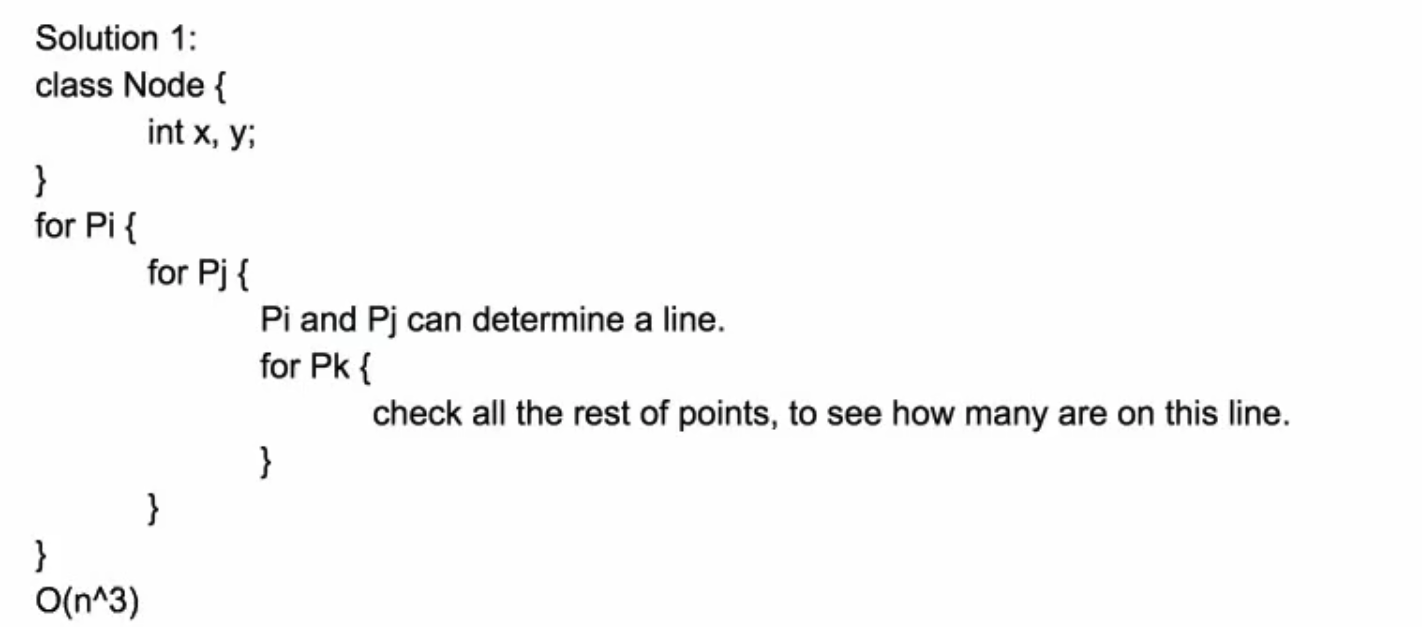 Solution 1:
class Node {
int x, y;
}
for Pi {
for Pj {
Pi and Pj can determine a line.
for Pk {
check all the rest of points, to see how many are on this line.
}
}
}
O(n^3)